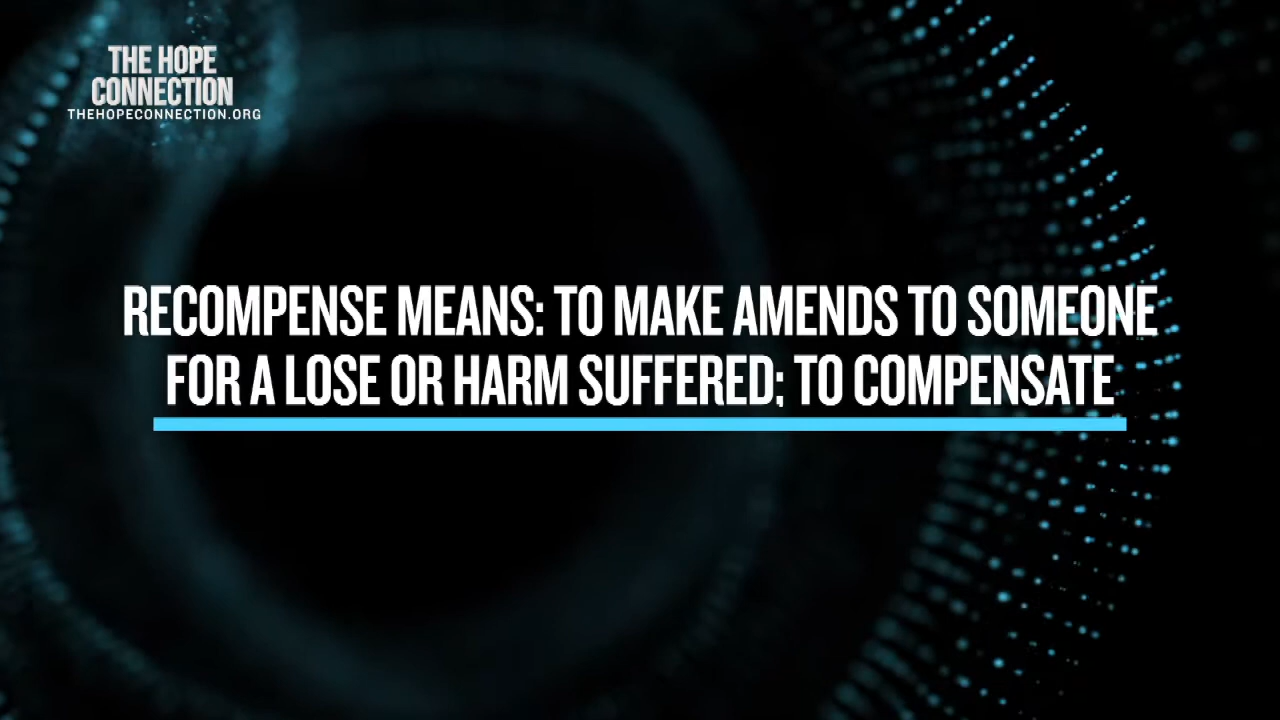 THE HOPE
CONNECTION
THEHOPECONNECTION.ORG
RECOMPENSE MEANS: TO MAKE AMENDS TO SOMEONE
FOR A LOSE OR HARM SUFFERED; TO COMPENSATE